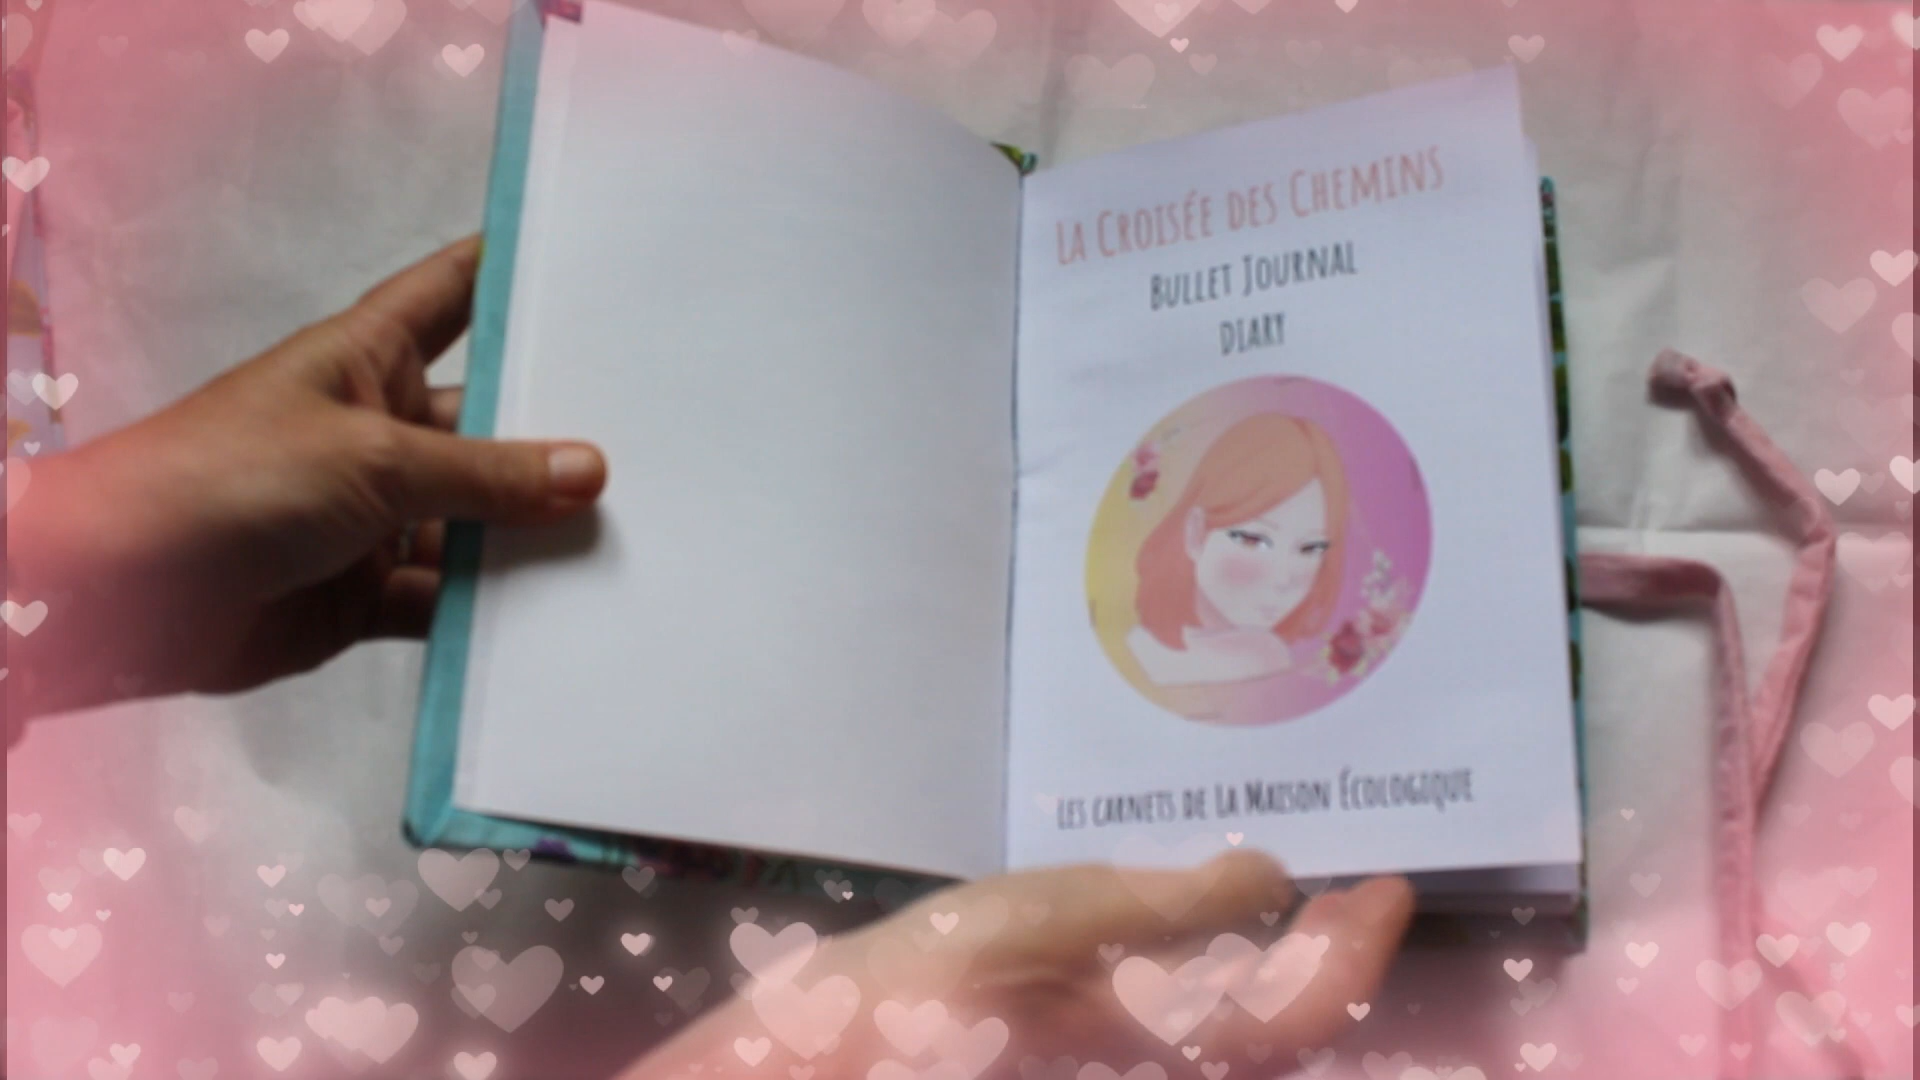 La Croisée des Chemins
Bullet Journal
Diary
Les carnets de La Maison Écologique